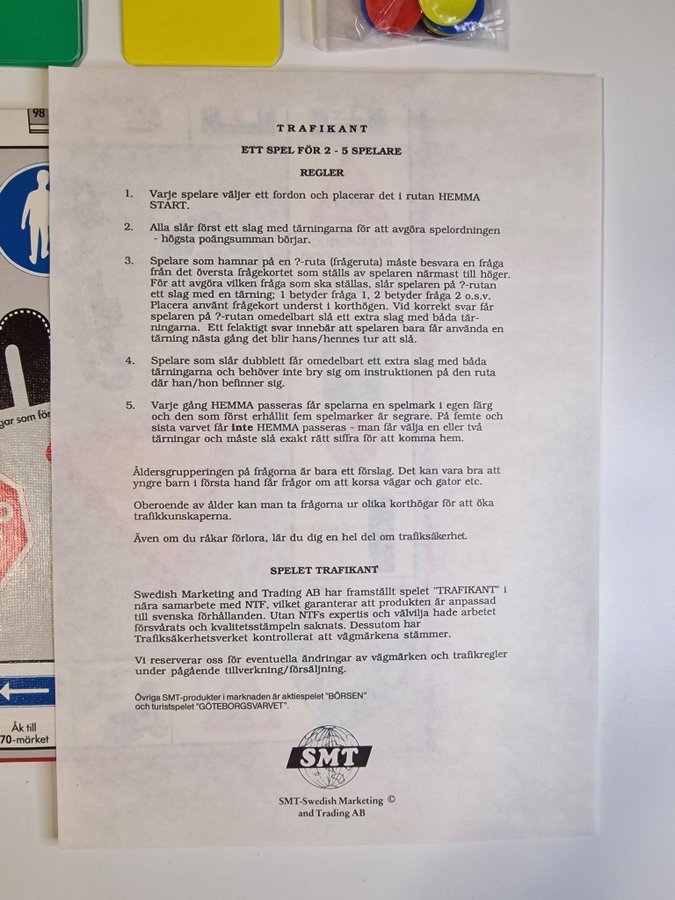 T R A F I K A N T
ETT SPEL FÖR 2 - 5 SPELARE
REGLER
1. Varje spelare väljer ett fordon och placerar det i rutan HEMMA
START.
2. Alla slår först ett slag med tärningarna för att avgöra spelordningen
- högsta poängsumman börjar.
3. Spelare som hamnar på en ?-ruta (frågeruta) måste besvara en fråga
från det översta frågekortet som ställs av spelaren närmast till höger.
För att avgöra vilken fråga som ska ställas, slår spelaren på ?-rutan
ett slag med en tärning; 1 betyder fråga 1, 2 betyder fråga 2 o.s.v.
Placera använt frågekort underst i korthögen. Vid korrekt svar får
spelaren på ?-rutan omedelbart slå ett extra slag med båda tär-
ningarna. Ett felaktigt svar innebär att spelaren bara får använda en
tärning nästa gång det blir hans/hennes tur att slå.
4. Spelare som slår dubblett får omedelbart ett extra slag med båda
tärningarna och behöver inte bry sig om instruktionen på den ruta
där han/hon befinner sig.
5. Varje gång HEMMA passeras får spelarna en spelmark i egen färg
och den som först erhållit fem spelmarker är segrare. På femte och
sista varvet får inte HEMMA passeras - man får välja en eller två
tärningar och måste slå exakt rätt siffra för att komma hem.
Åldersgrupperingen på frågorna är bara ett förslag. Det kan vara bra att
yngre barn i första hand får frågor om att korsa vägar och gator etc.
Oberoende av ålder kan man ta frågorna ur olika korthögar för att öka
trafikkunskaperna.
Även om du råkar förlora, lär du dig en hel del om trafiksäkerhet.
SPELET TRAFIKANT
Swedish Marketing and Trading AB har framställt spelet "TRAFIKANT" i
nära samarbete med NTF, vilket garanterar att produkten är anpassad
till svenska förhållanden. Utan NTFs expertis och välvilja hade arbetet
försvårats och kvalitetsstämpeln saknats. Dessutom har
Trafiksäkerhetsverket kontrollerat att vägmärkena stämmer.
Vi reserverar oss för eventuella ändringar av vägmärken och trafikregler
under pågående tillverkning/försäljning.
Övriga SMT-produkter i marknaden är aktiespelet "BÖRSEN"
och turistspelet "GÖTEBORGSVARVET".
SMT
SMT-Swedish Marketing ©
and Trading AB
98
gar som för
Åk till
70-märket